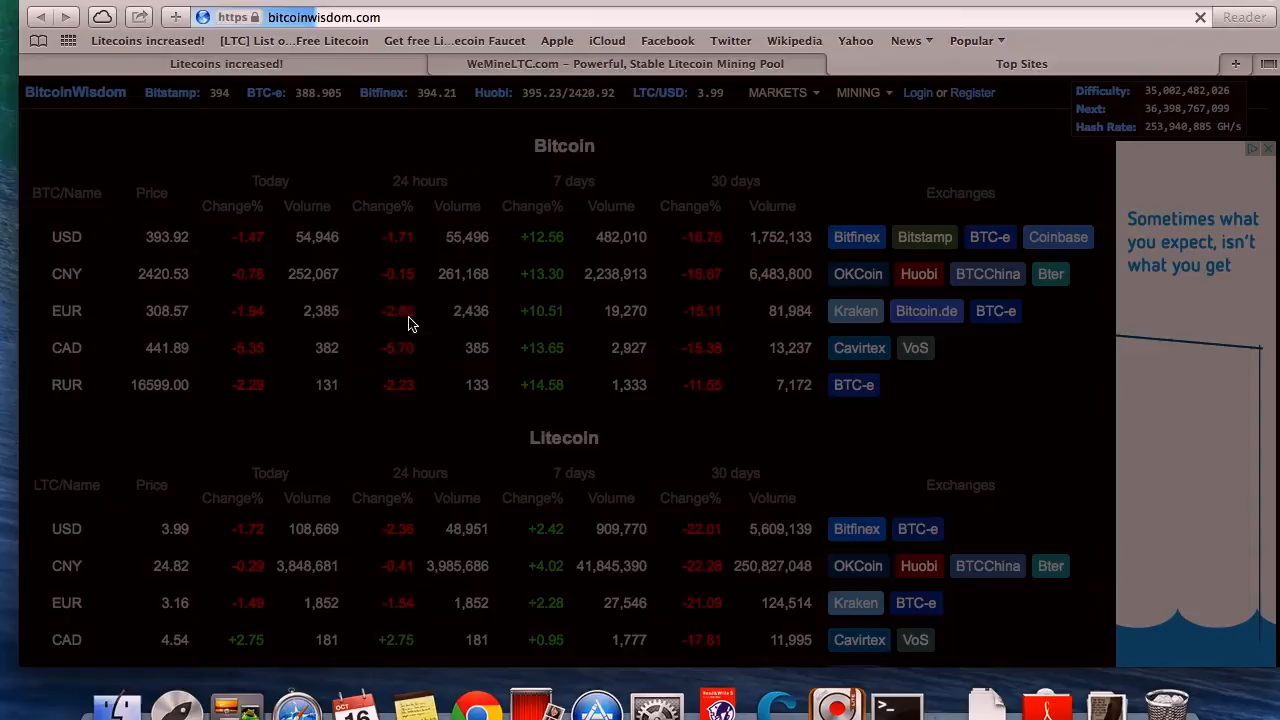 https bitcoinwisdom.com Reader
Litecoins increased! [LTC] List o...Free Litecoin Get free Li...ecoin Faucet Apple iCloud Facebook Twitter Wikipedia Yahoo News Popular
Litecoins increased! WeMineLTC.com – Powerful, Stable Litecoin Mining Pool Top Sites
BitcoinWisdom Bitstamp: 394 BTC-e: 388.905 Bitfinex: 394.21 Huobi: 395.23/2420.92 LTC/USD: 3.99 MARKETS MINING Login or Register
Difficulty: 35,002,482,026
Next: 36,398,767,099
Hash Rate: 253,940,885 GH/s
Bitcoin
BTC/Name Price Today 24 hours 7 days 30 days Exchanges
Change% Volume Change% Volume Change% Volume Change% Volume
USD 393.92 -1.47 54,946 -1.71 55,496 +12.56 482,010 -16.76 1,752,133 Bitfinex Bitstamp BTC-e Coinbase
CNY 2420.53 -0.78 252,067 -0.15 261,168 +13.30 2,238,913 -16.67 6,483,800 OKCoin Huobi BTCChina Bter
EUR 308.57 -1.94 2,385 2,436 +10.51 19,270 -15.11 81,984 Kraken Bitcoin.de BTC-e
CAD 441.89 -5.35 382 -5.70 385 +13.65 2,927 -15.38 13,237 Cavirtex VoS
RUR 16599.00 -2.29 131 -2.23 133 +14.58 1,333 -11.55 7,172 BTC-e
Litecoin
LTC/Name Price Today 24 hours 7 days 30 days Exchanges
Change% Volume Change% Volume Change% Volume Change% Volume
USD 3.99 -1.72 108,669 -2.36 48,951 +2.42 909,770 -22.01 5,609,139 Bitfinex BTC-e
CNY 24.82 -0.29 3,848,681 -0.41 3,985,686 +4.02 41,845,390 -22.28 250,827,048 OKCoin Huobi BTCChina Bter
EUR 3.16 -1.49 1,852 -1.54 1,852 +2.28 27,546 -21.09 124,514 Kraken BTC-e
CAD 4.54 +2.75 181 +2.75 181 +0.95 1,777 -17.81 11,995 Cavirtex VoS
Sometimes what
you expect, isn't
what you get
OCT
16